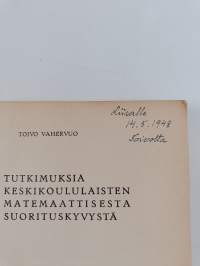 Liisalle
14.5.1948
Toivotta
TOIVO VAHERVUO
TUTKIMUKSIA
KESKIKOULULAISTEN
MATEMAATTISESTA
SUORITUSKYVYSTÄ